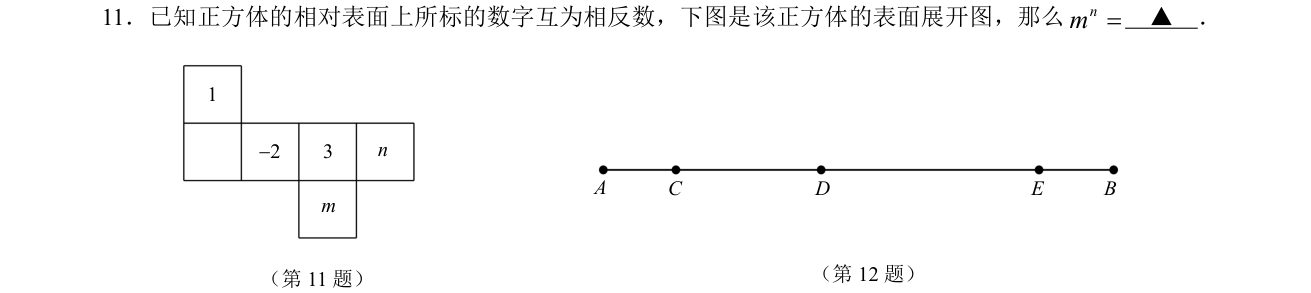 11．已知正方体的相对表面上所标的数字互为相反数，下图是该正方体的表面展开图，那么 mⁿ = ▲ ．
1
−2 3 n
m
A C D E B
（第 11 题）
（第 12 题）